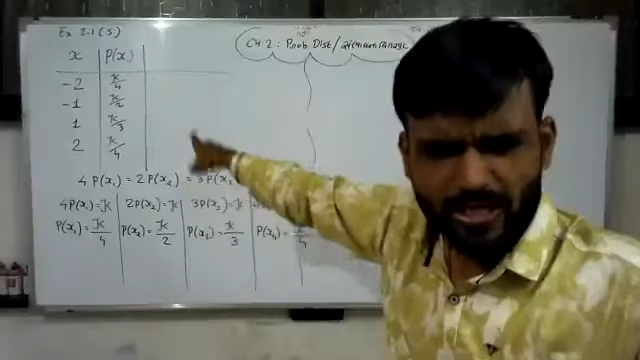 Ex 2.1 (5)
CH 2 : Prob Dist /
x P(x)
-2 k/4
-1 k/2
1 k/3
2 k/4
4P(x₁) = 2P(x₂) = 3P(x
4P(x₁)=k 2P(x₂)=k 3P(x₃)=k
P(x₁)=k/4 P(x₂)=k/2 P(x₃)=k/3 P(x₄)=k/4